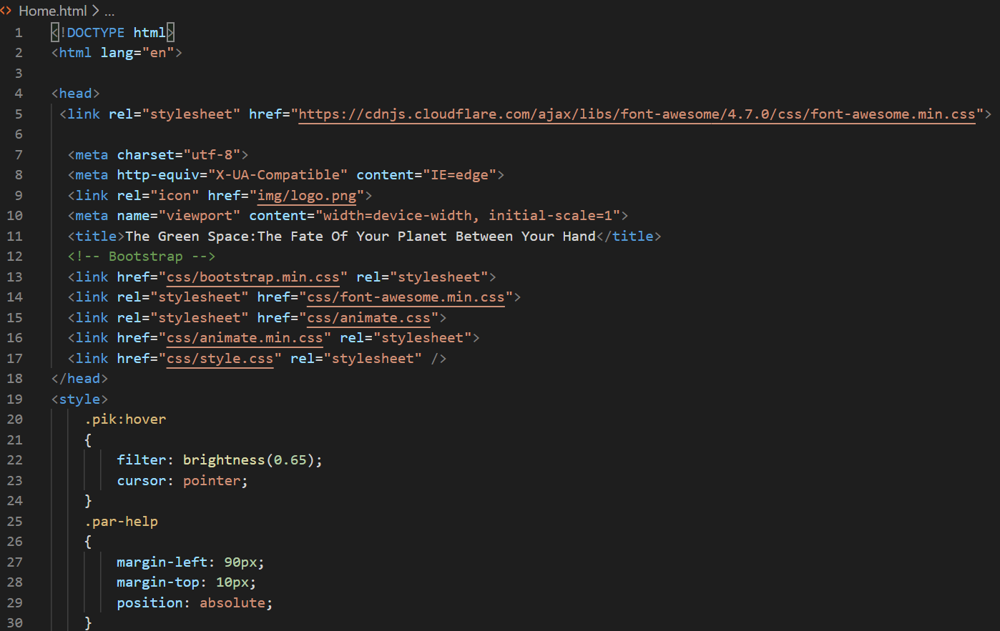 <> Home.html > ...
1 <!DOCTYPE html>
2 <html lang="en">
3
4 <head>
5 <link rel="stylesheet" href="https://cdnjs.cloudflare.com/ajax/libs/font-awesome/4.7.0/css/font-awesome.min.css">
6
7 <meta charset="utf-8">
8 <meta http-equiv="X-UA-Compatible" content="IE=edge">
9 <link rel="icon" href="img/logo.png">
10 <meta name="viewport" content="width=device-width, initial-scale=1">
11 <title>The Green Space:The Fate Of Your Planet Between Your Hand</title>
12 <!-- Bootstrap -->
13 <link href="css/bootstrap.min.css" rel="stylesheet">
14 <link rel="stylesheet" href="css/font-awesome.min.css">
15 <link rel="stylesheet" href="css/animate.css">
16 <link href="css/animate.min.css" rel="stylesheet">
17 <link href="css/style.css" rel="stylesheet" />
18 </head>
19 <style>
20 .pik:hover
21 {
22 filter: brightness(0.65);
23 cursor: pointer;
24 }
25 .par-help
26 {
27 margin-left: 90px;
28 margin-top: 10px;
29 position: absolute;
30 }